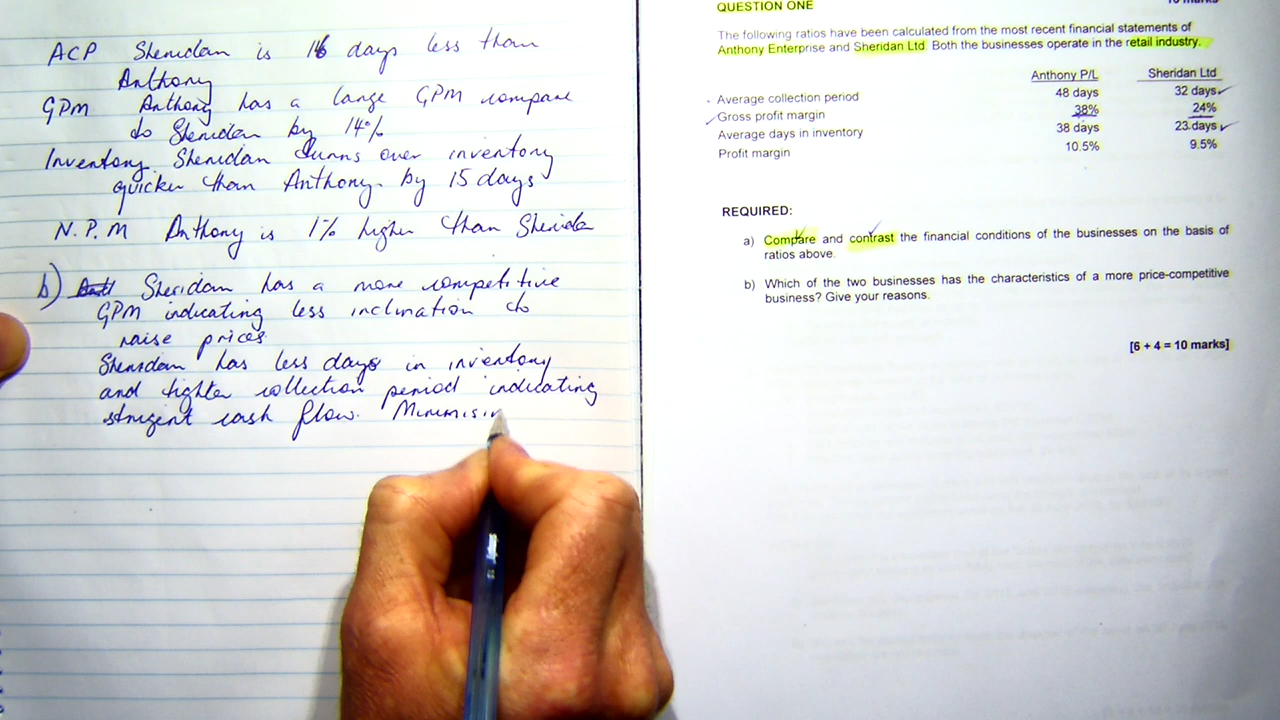 ACP Sheridan is 16 days less than
Anthony
GPM Anthony has a large GPM compare
to Sheridan by 14%
Inventory Sheridan turns over inventory
quicker than Anthony. by 15 days
N.P.M Anthony is 1% higher than Sherida
b) Sheridan has a more competitive
GPM indicating less inclination to
raise prices
Sheridan has less days in inventory
and tighter collection period indicating
strigent cash flow. Minimisin
QUESTION ONE
10 marks
The following ratios have been calculated from the most recent financial statements of
Anthony Enterprise and Sheridan Ltd. Both the businesses operate in the retail industry.
Anthony P/L Sheridan Ltd
Average collection period 48 days 32 days
Gross profit margin 38% 24%
Average days in inventory 38 days 23 days
Profit margin 10.5% 9.5%
REQUIRED:
a) Compare and contrast the financial conditions of the businesses on the basis of
ratios above.
b) Which of the two businesses has the characteristics of a more price-competitive
business? Give your reasons.
[6 + 4 = 10 marks]